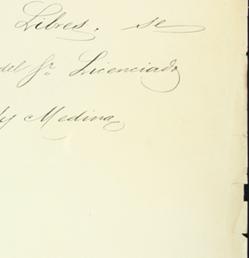 Libres, se
del Sr. Licenciado
y Medina